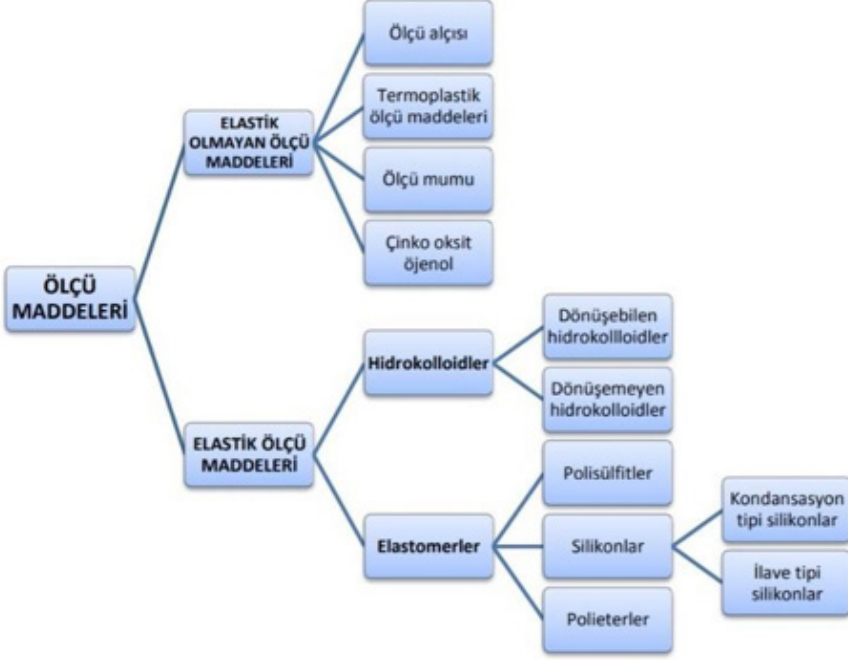 ÖLÇÜ
MADDELERİ
ELASTİK
OLMAYAN ÖLÇÜ
MADDELERİ
Ölçü alçısı
Termoplastik
ölçü maddeleri
Ölçü mumu
Çinko oksit
öjenol
ELASTİK ÖLÇÜ
MADDELERİ
Hidrokolloidler
Dönüşebilen
hidrokollloidler
Dönüşemeyen
hidrokolloidler
Elastomerler
Polisülfitler
Silikonlar
Kondansasyon
tipi silikonlar
İlave tipi
silikonlar
Polieterler